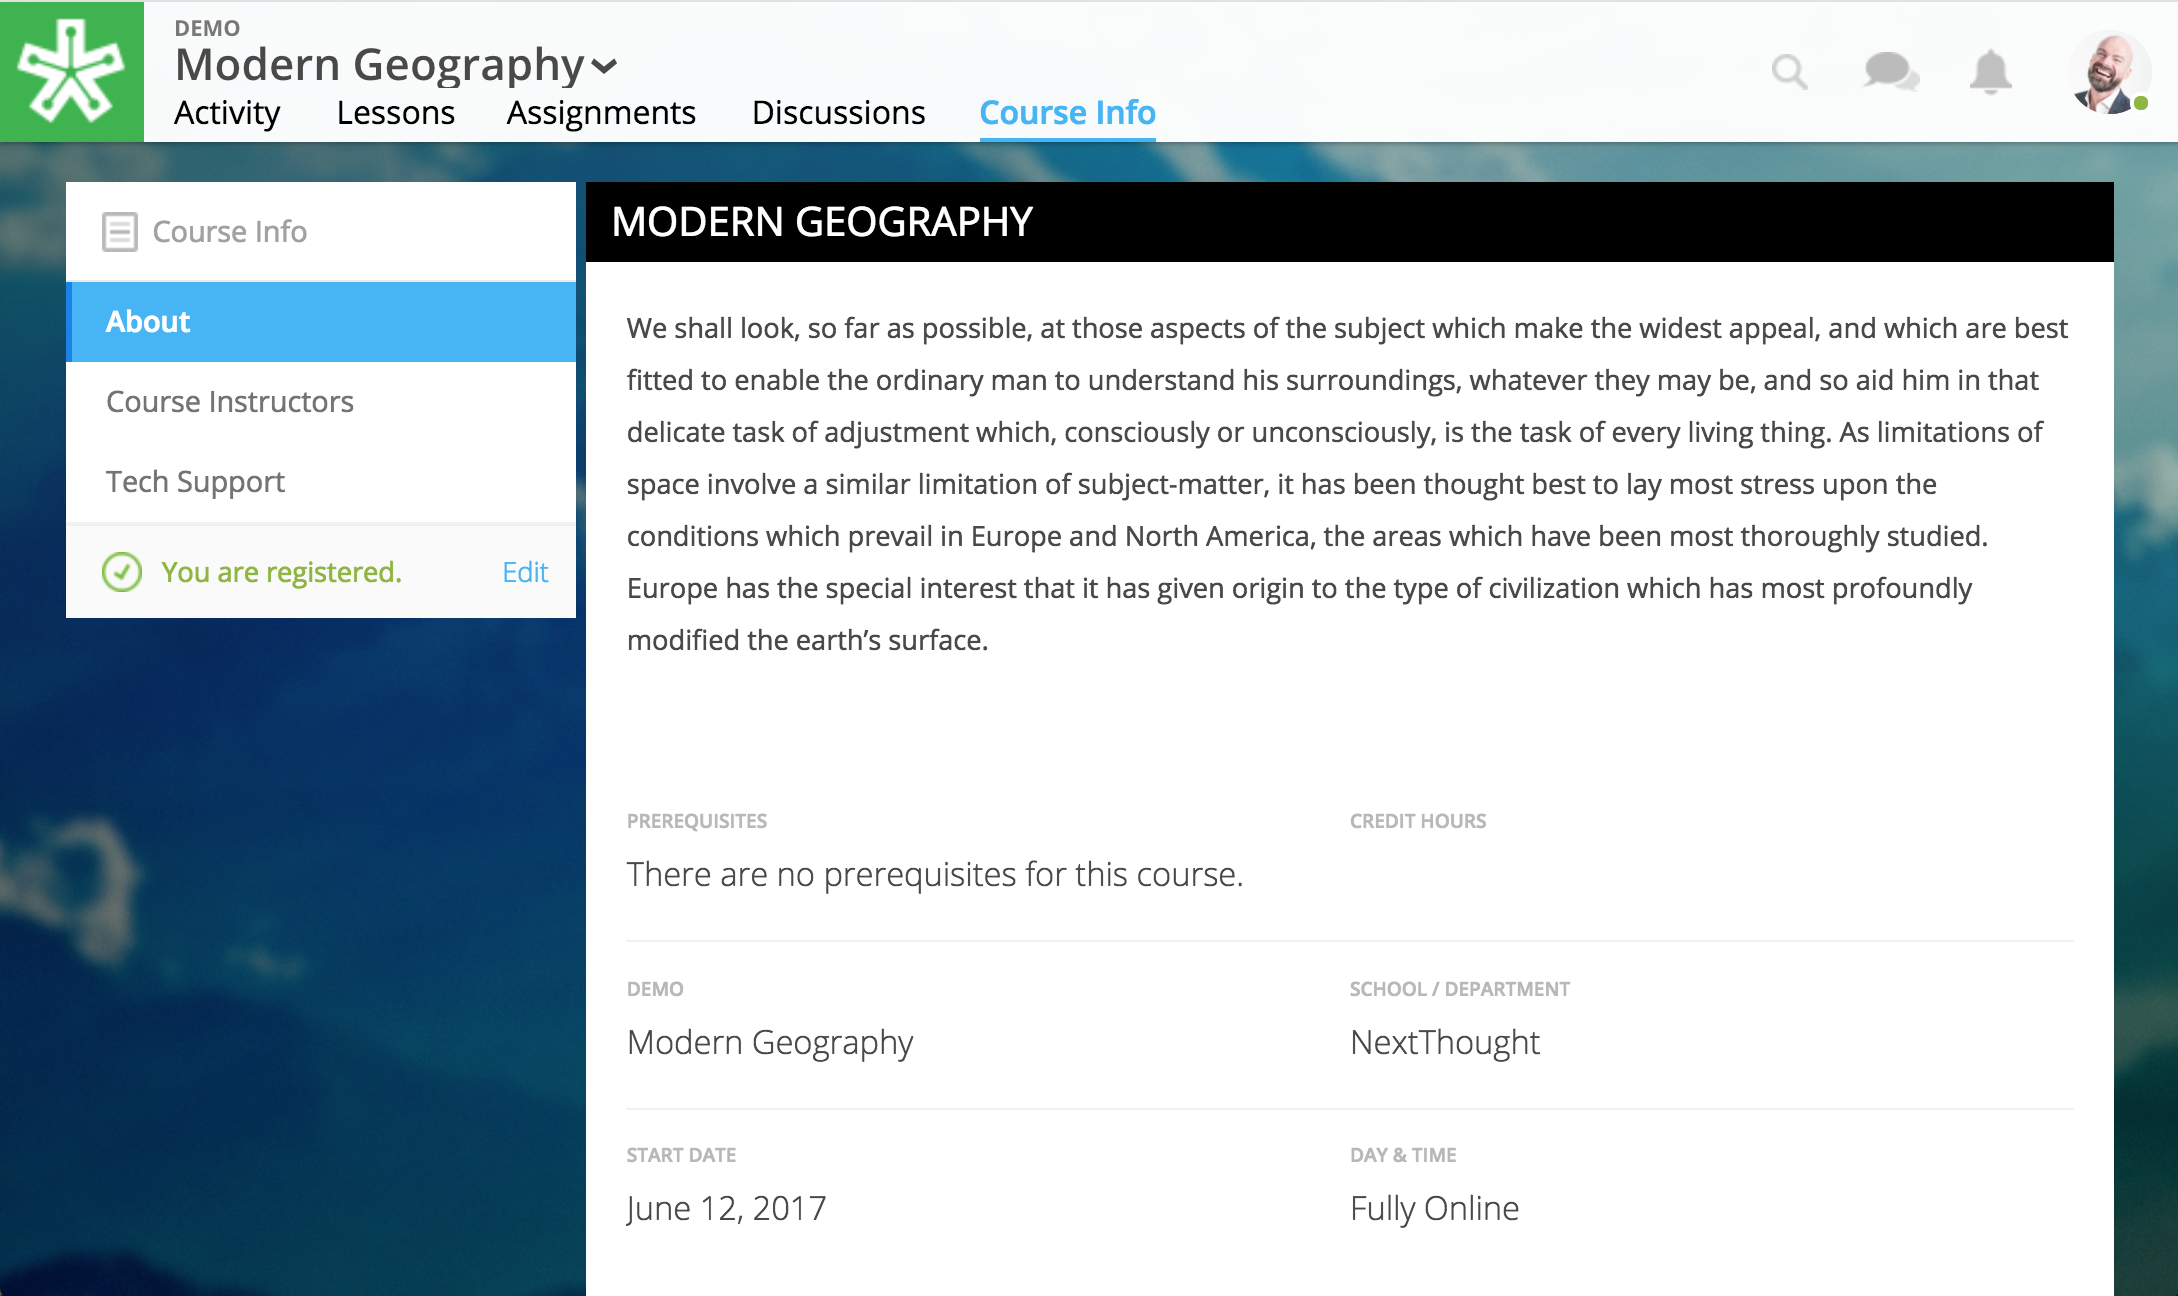 DEMO
Modern Geography
Activity Lessons Assignments Discussions Course Info
Course Info
About
Course Instructors
Tech Support
You are registered. Edit
MODERN GEOGRAPHY
We shall look, so far as possible, at those aspects of the subject which make the widest appeal, and which are best
fitted to enable the ordinary man to understand his surroundings, whatever they may be, and so aid him in that
delicate task of adjustment which, consciously or unconsciously, is the task of every living thing. As limitations of
space involve a similar limitation of subject-matter, it has been thought best to lay most stress upon the
conditions which prevail in Europe and North America, the areas which have been most thoroughly studied.
Europe has the special interest that it has given origin to the type of civilization which has most profoundly
modified the earth’s surface.
PREREQUISITES
There are no prerequisites for this course.
CREDIT HOURS
DEMO
Modern Geography
SCHOOL / DEPARTMENT
NextThought
START DATE
June 12, 2017
DAY & TIME
Fully Online